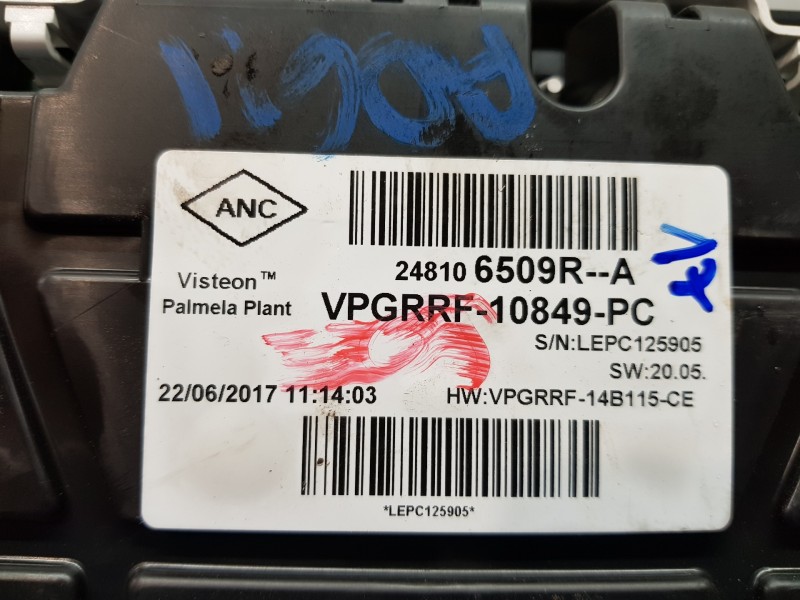 ANC
Visteon™
Palmela Plant
24810 6509R--A
VPGRRF-10849-PC
S/N:LEPC125905
SW:20.05.
22/06/2017 11:14:03
HW:VPGRRF-14B115-CE
*LEPC125905*